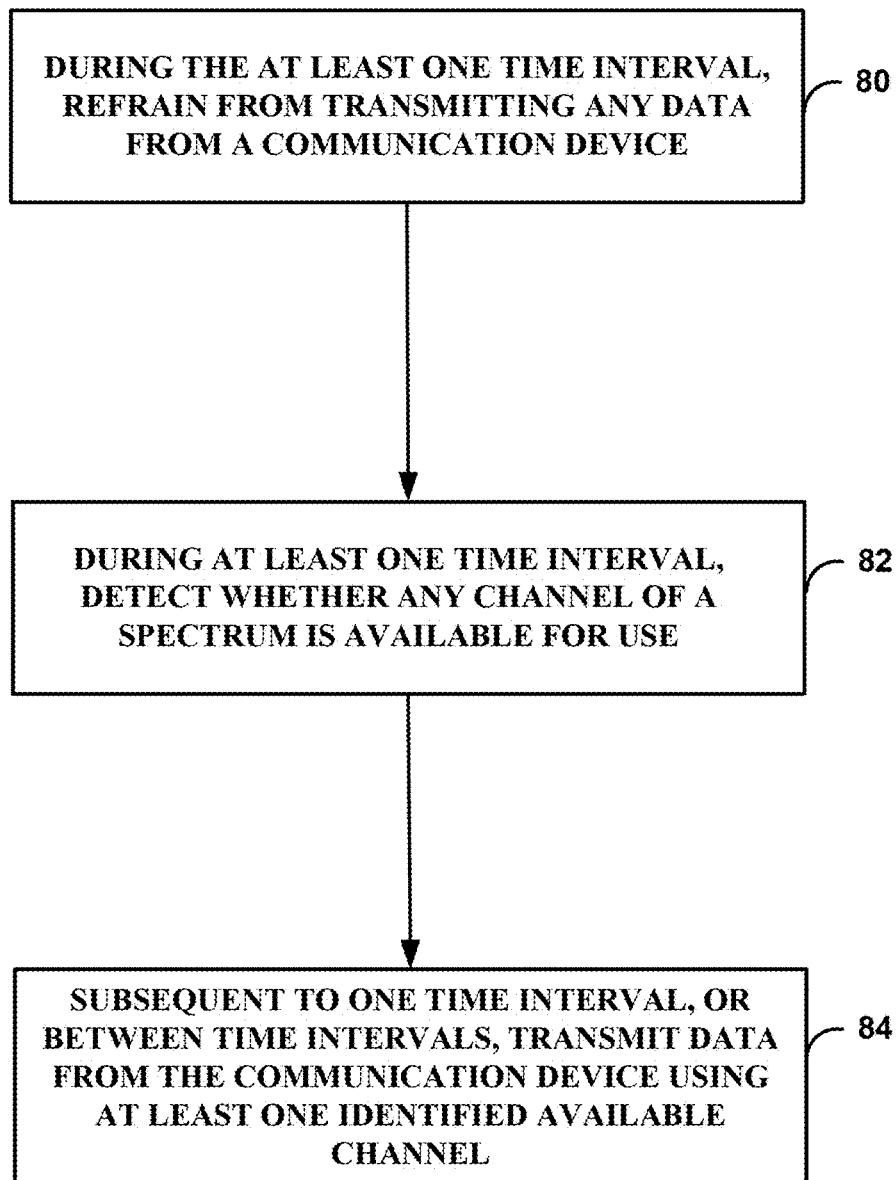 DURING THE AT LEAST ONE TIME INTERVAL,
REFRAIN FROM TRANSMITTING ANY DATA
FROM A COMMUNICATION DEVICE
80
DURING AT LEAST ONE TIME INTERVAL,
DETECT WHETHER ANY CHANNEL OF A
SPECTRUM IS AVAILABLE FOR USE
82
SUBSEQUENT TO ONE TIME INTERVAL, OR
BETWEEN TIME INTERVALS, TRANSMIT DATA
FROM THE COMMUNICATION DEVICE USING
AT LEAST ONE IDENTIFIED AVAILABLE
CHANNEL
84